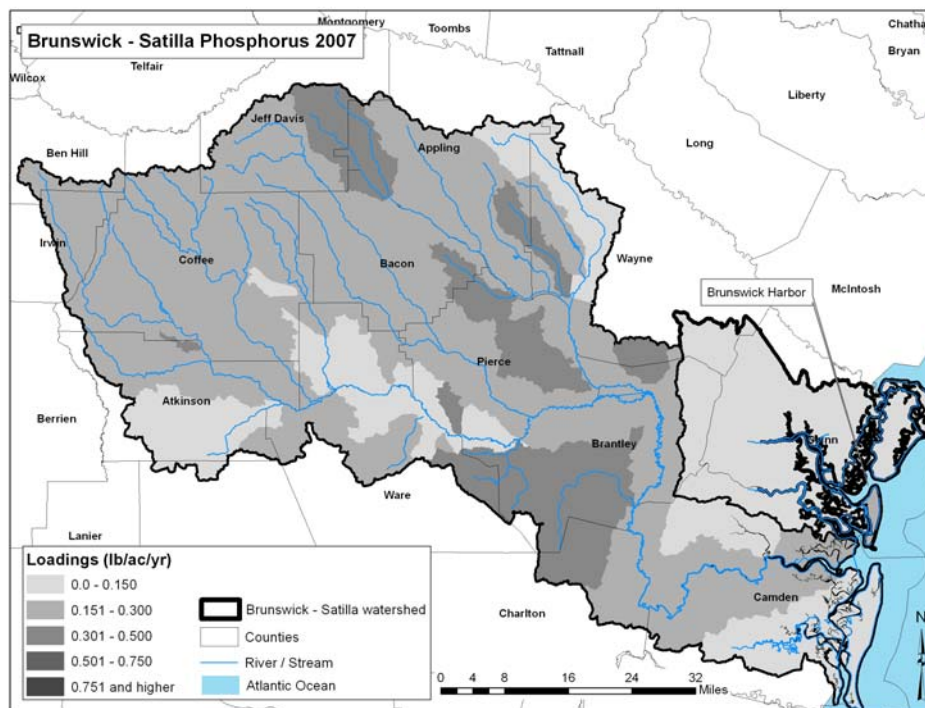 Brunswick - Satilla Phosphorus 2007
Montgomery
Toombs
Tattnall
Bryan
Telfair
Wilcox
Liberty
Jeff Davis
Appling
Long
Ben Hill
Irwin
Coffee
Bacon
Wayne
Brunswick Harbor
McIntosh
Pierce
Atkinson
Berrien
Brantley
Glynn
Ware
Lanier
Charlton
Camden
Loadings (lb/ac/yr)
0.0 - 0.150
0.151 - 0.300
0.301 - 0.500
0.501 - 0.750
0.751 and higher
Brunswick - Satilla watershed
Counties
River / Stream
Atlantic Ocean
N
0 4 8 16 24 32
Miles